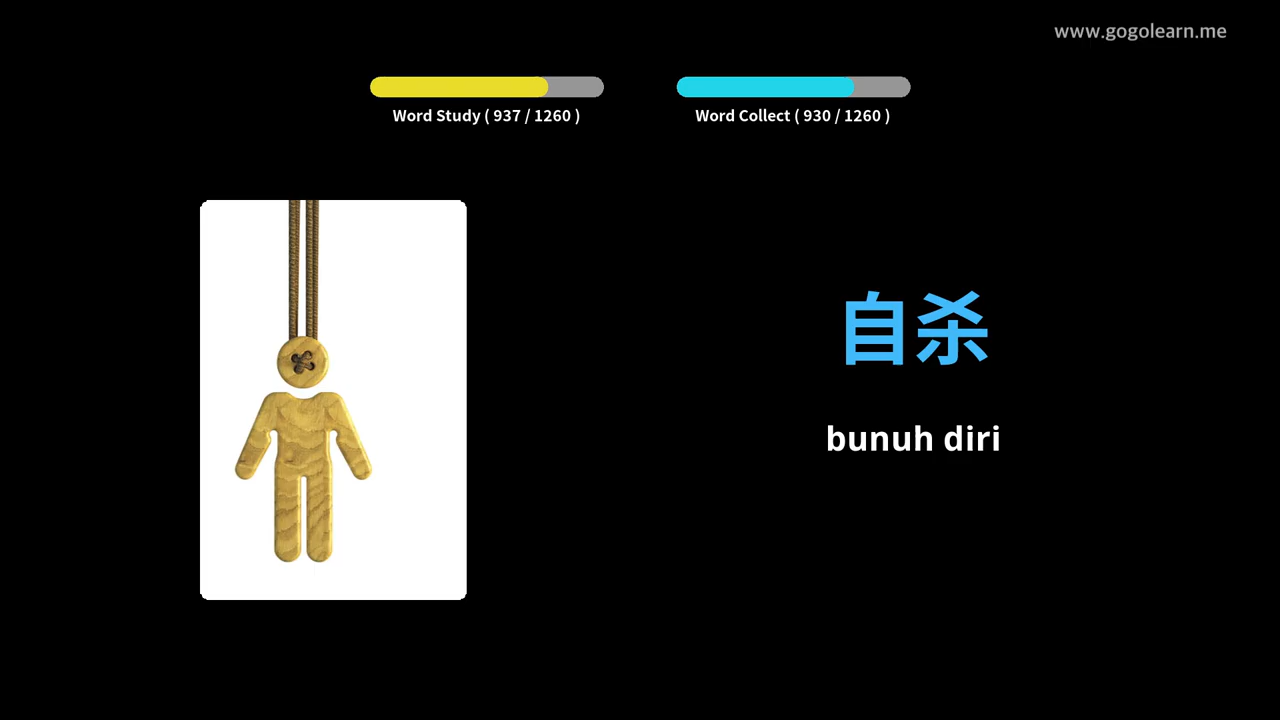 www.gogolearn.me
Word Study ( 937 / 1260 )
Word Collect ( 930 / 1260 )
自杀
bunuh diri